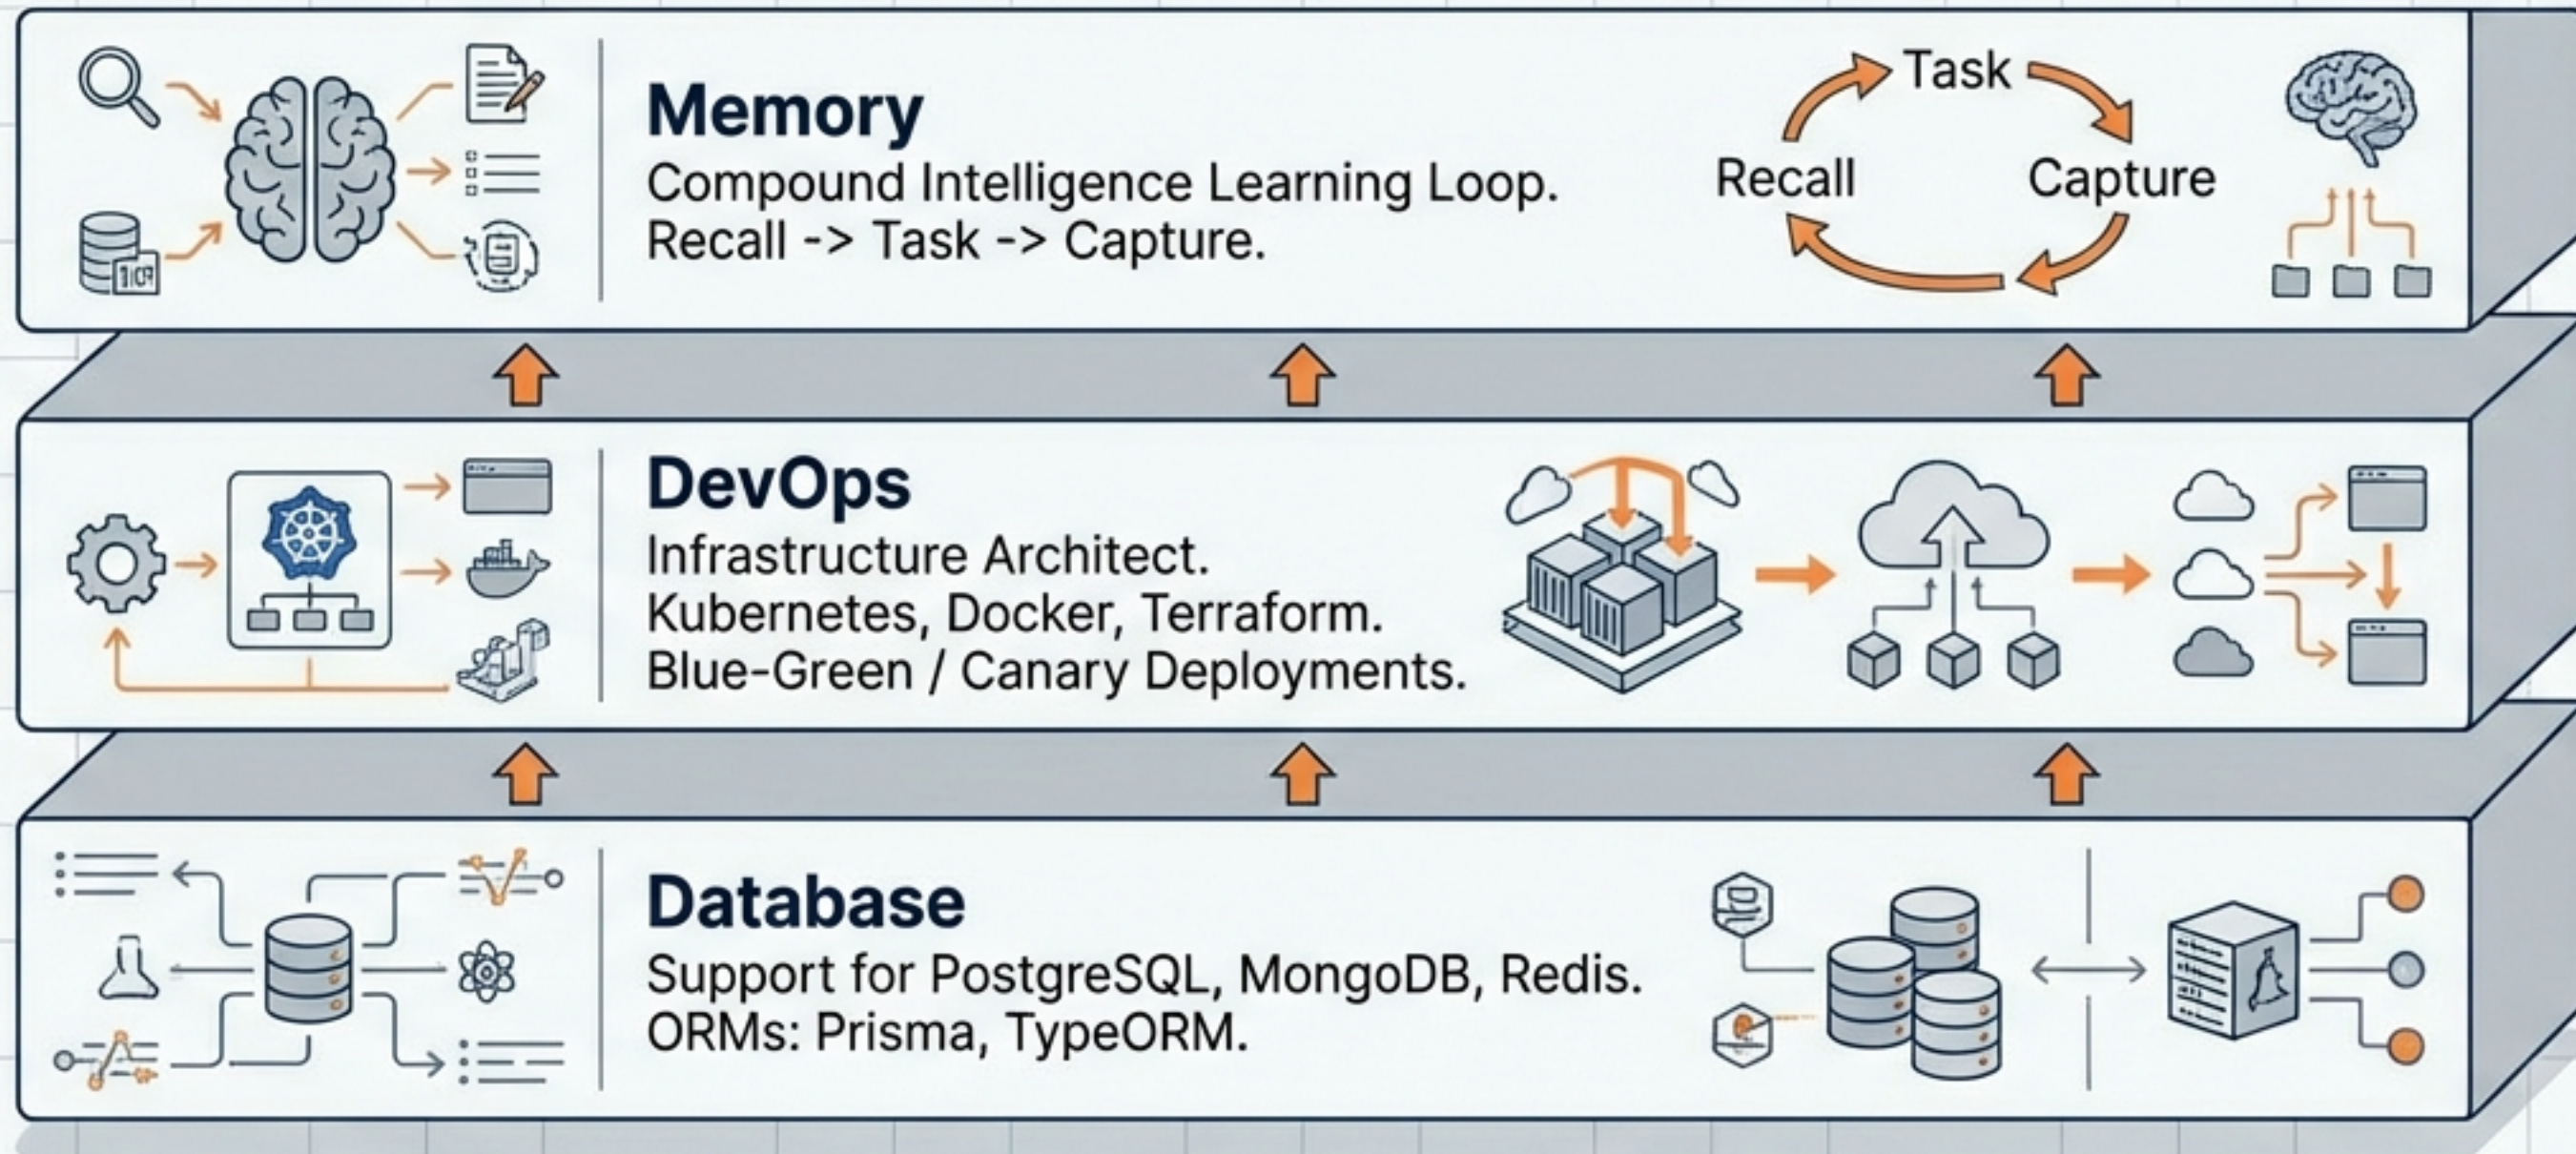 Memory
Compound Intelligence Learning Loop.
Recall -> Task -> Capture.
Task
Recall
Capture
DevOps
Infrastructure Architect.
Kubernetes, Docker, Terraform.
Blue-Green / Canary Deployments.
Database
Support for PostgreSQL, MongoDB, Redis.
ORMs: Prisma, TypeORM.